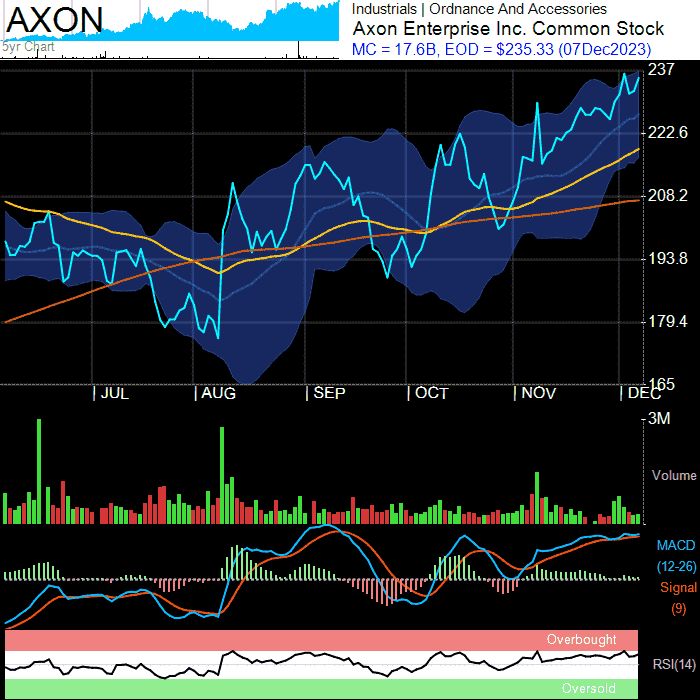 AXON
5yr Chart
Industrials | Ordnance And Accessories
Axon Enterprise Inc. Common Stock
MC = 17.6B, EOD = $235.33 (07Dec2023)
237
222.6
208.2
193.8
179.4
165
JUL AUG SEP OCT NOV DEC
3M
Volume
MACD
(12-26)
Signal
(9)
Overbought
RSI(14)
Oversold